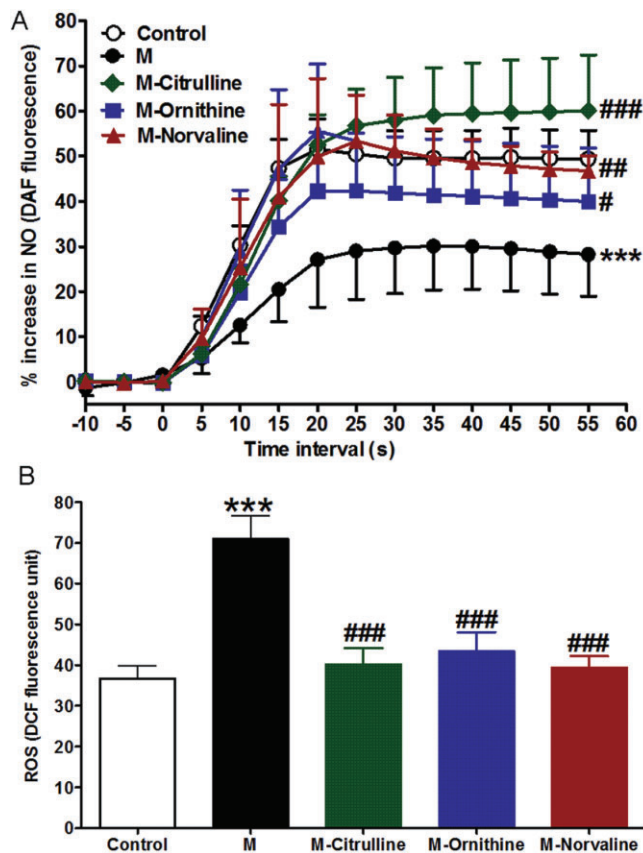 A
Control
M
M-Citrulline
M-Ornithine
M-Norvaline
% increase in NO (DAF fluorescence)
80
70
60
50
40
30
20
10
0
###
##
#
***
-10 -5 0 5 10 15 20 25 30 35 40 45 50 55 60
Time interval (s)
B
ROS (DCF fluorescence unit)
80
70
60
50
40
30
20
10
0
***
###
###
###
Control M M-Citrulline M-Ornithine M-Norvaline